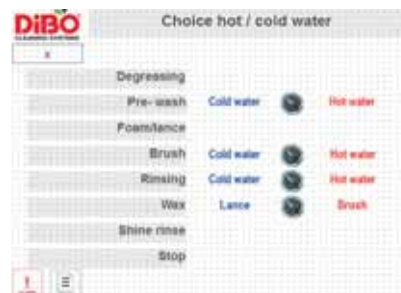 DiBO
CLEANING SYSTEMS
Choice hot / cold water
x
Degreasing
Pre- wash Cold water Hot water
Foam/lance
Brush Cold water Hot water
Rinsing Cold water Hot water
Wax Lance Brush
Shine rinse
Stop